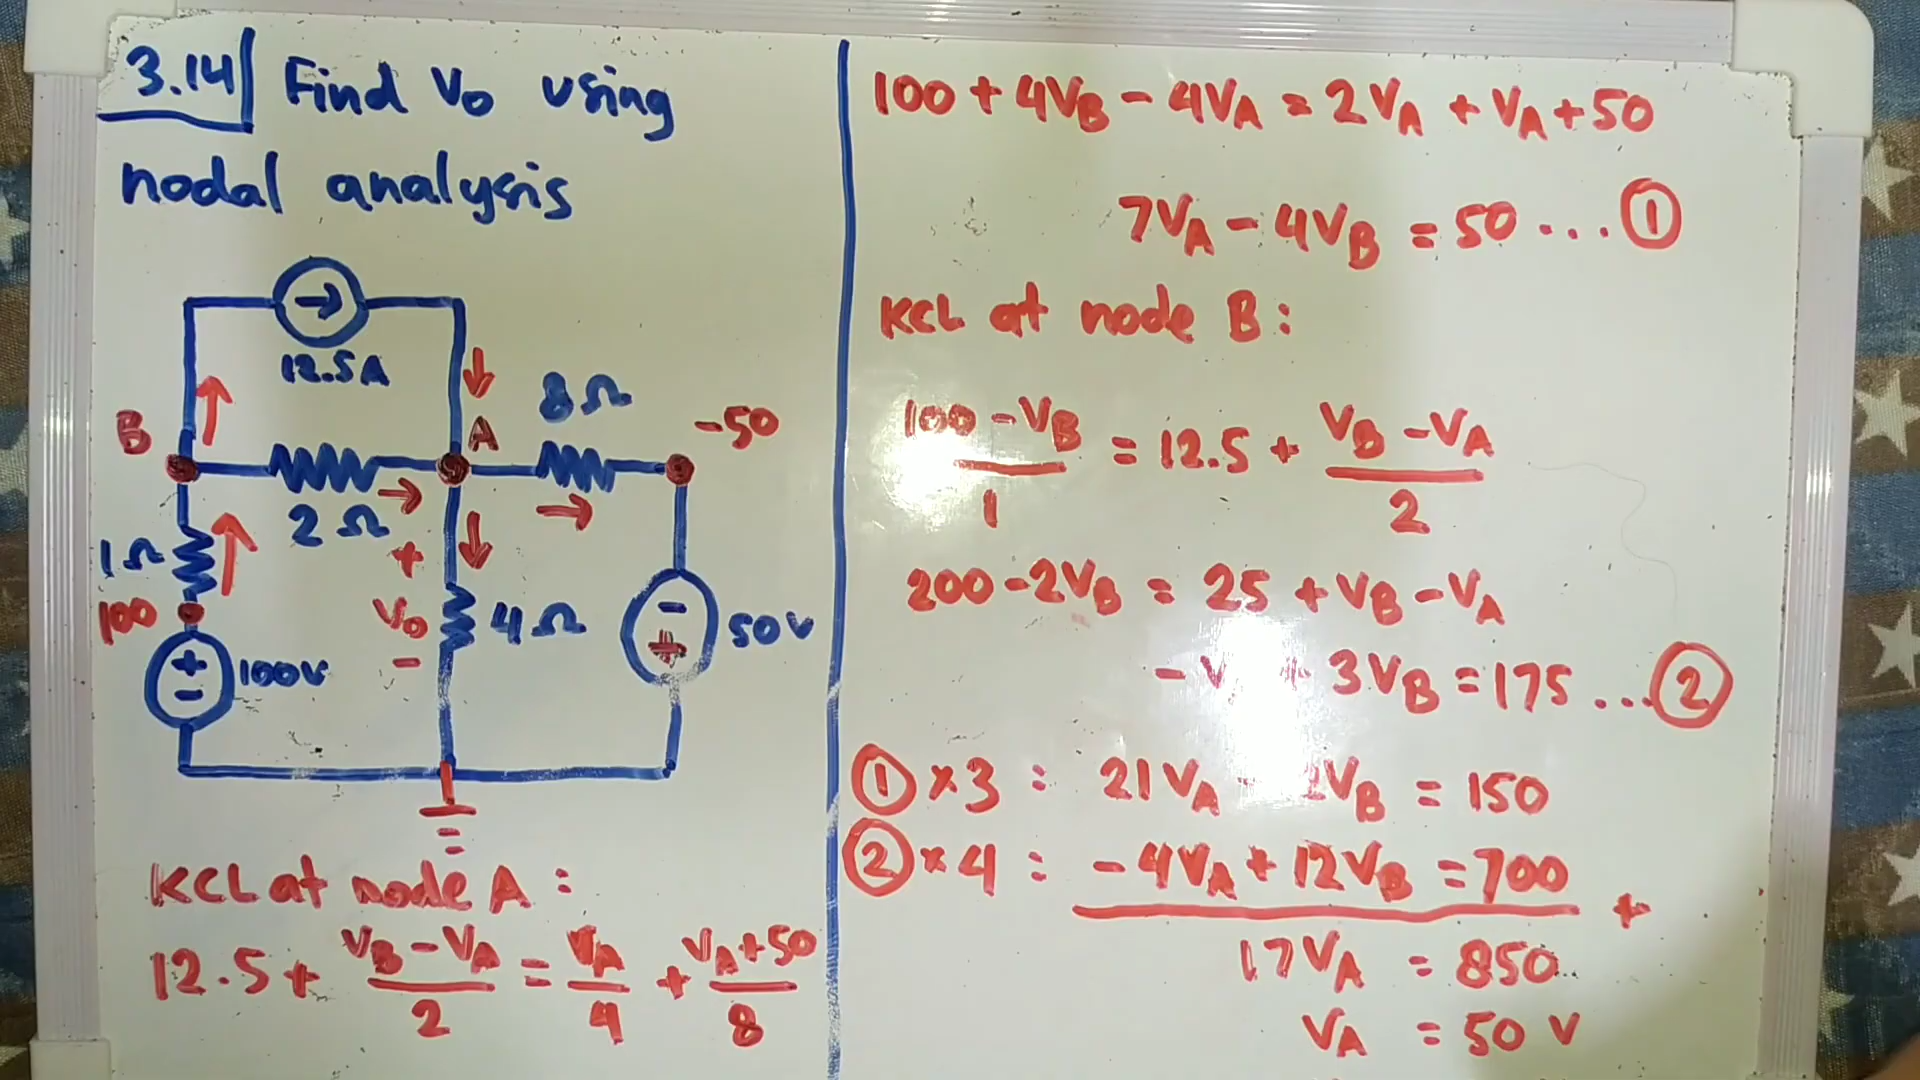 3.14 Find Vo using
nodal analysis
12.5A
8Ω
B
A
-50
2Ω
1Ω
+
100
Vo
4Ω
-
+
50V
+
-
100V
-
KCL at node A:
12.5 + (VB - VA)/2 = VA/4 + (VA + 50)/8
100 + 4VB - 4VA = 2VA + VA + 50
7VA - 4VB = 50 ... ①
KCL at node B:
(100 - VB)/1 = 12.5 + (VB - VA)/2
200 - 2VB = 25 + VB - VA
- V 3VB = 175 ... ②
① × 3 : 21VA - 2VB = 150
② × 4 : -4VA + 12VB = 700
+
17VA = 850
VA = 50 V